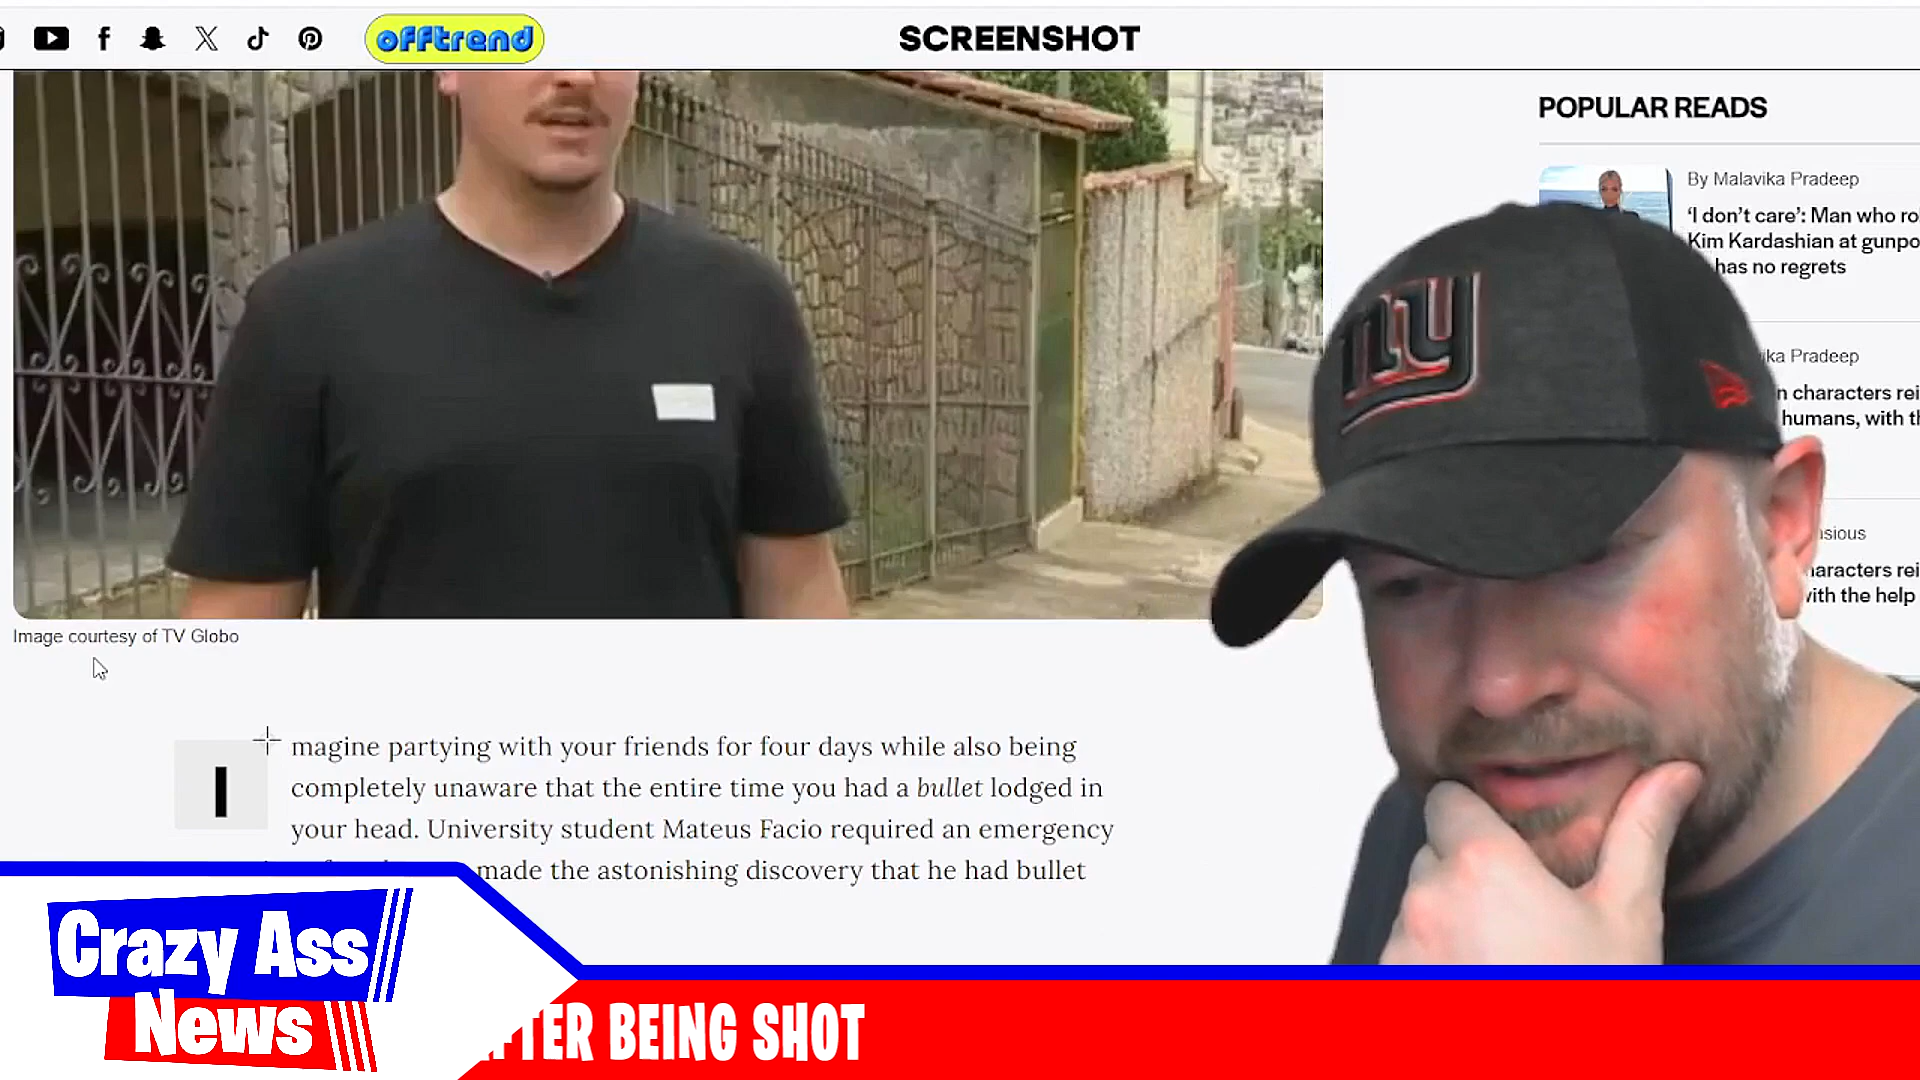 offtrend
SCREENSHOT
POPULAR READS
By Malavika Pradeep
‘I don’t care’: Man who ro
Kim Kardashian at gunpo
has no regrets
ka Pradeep
n characters rei
humans, with th
sious
haracters rei
with the help
Image courtesy of TV Globo
I
magine partying with your friends for four days while also being
completely unaware that the entire time you had a bullet lodged in
your head. University student Mateus Facio required an emergency
made the astonishing discovery that he had bullet
Crazy Ass
News
AFTER BEING SHOT
ny